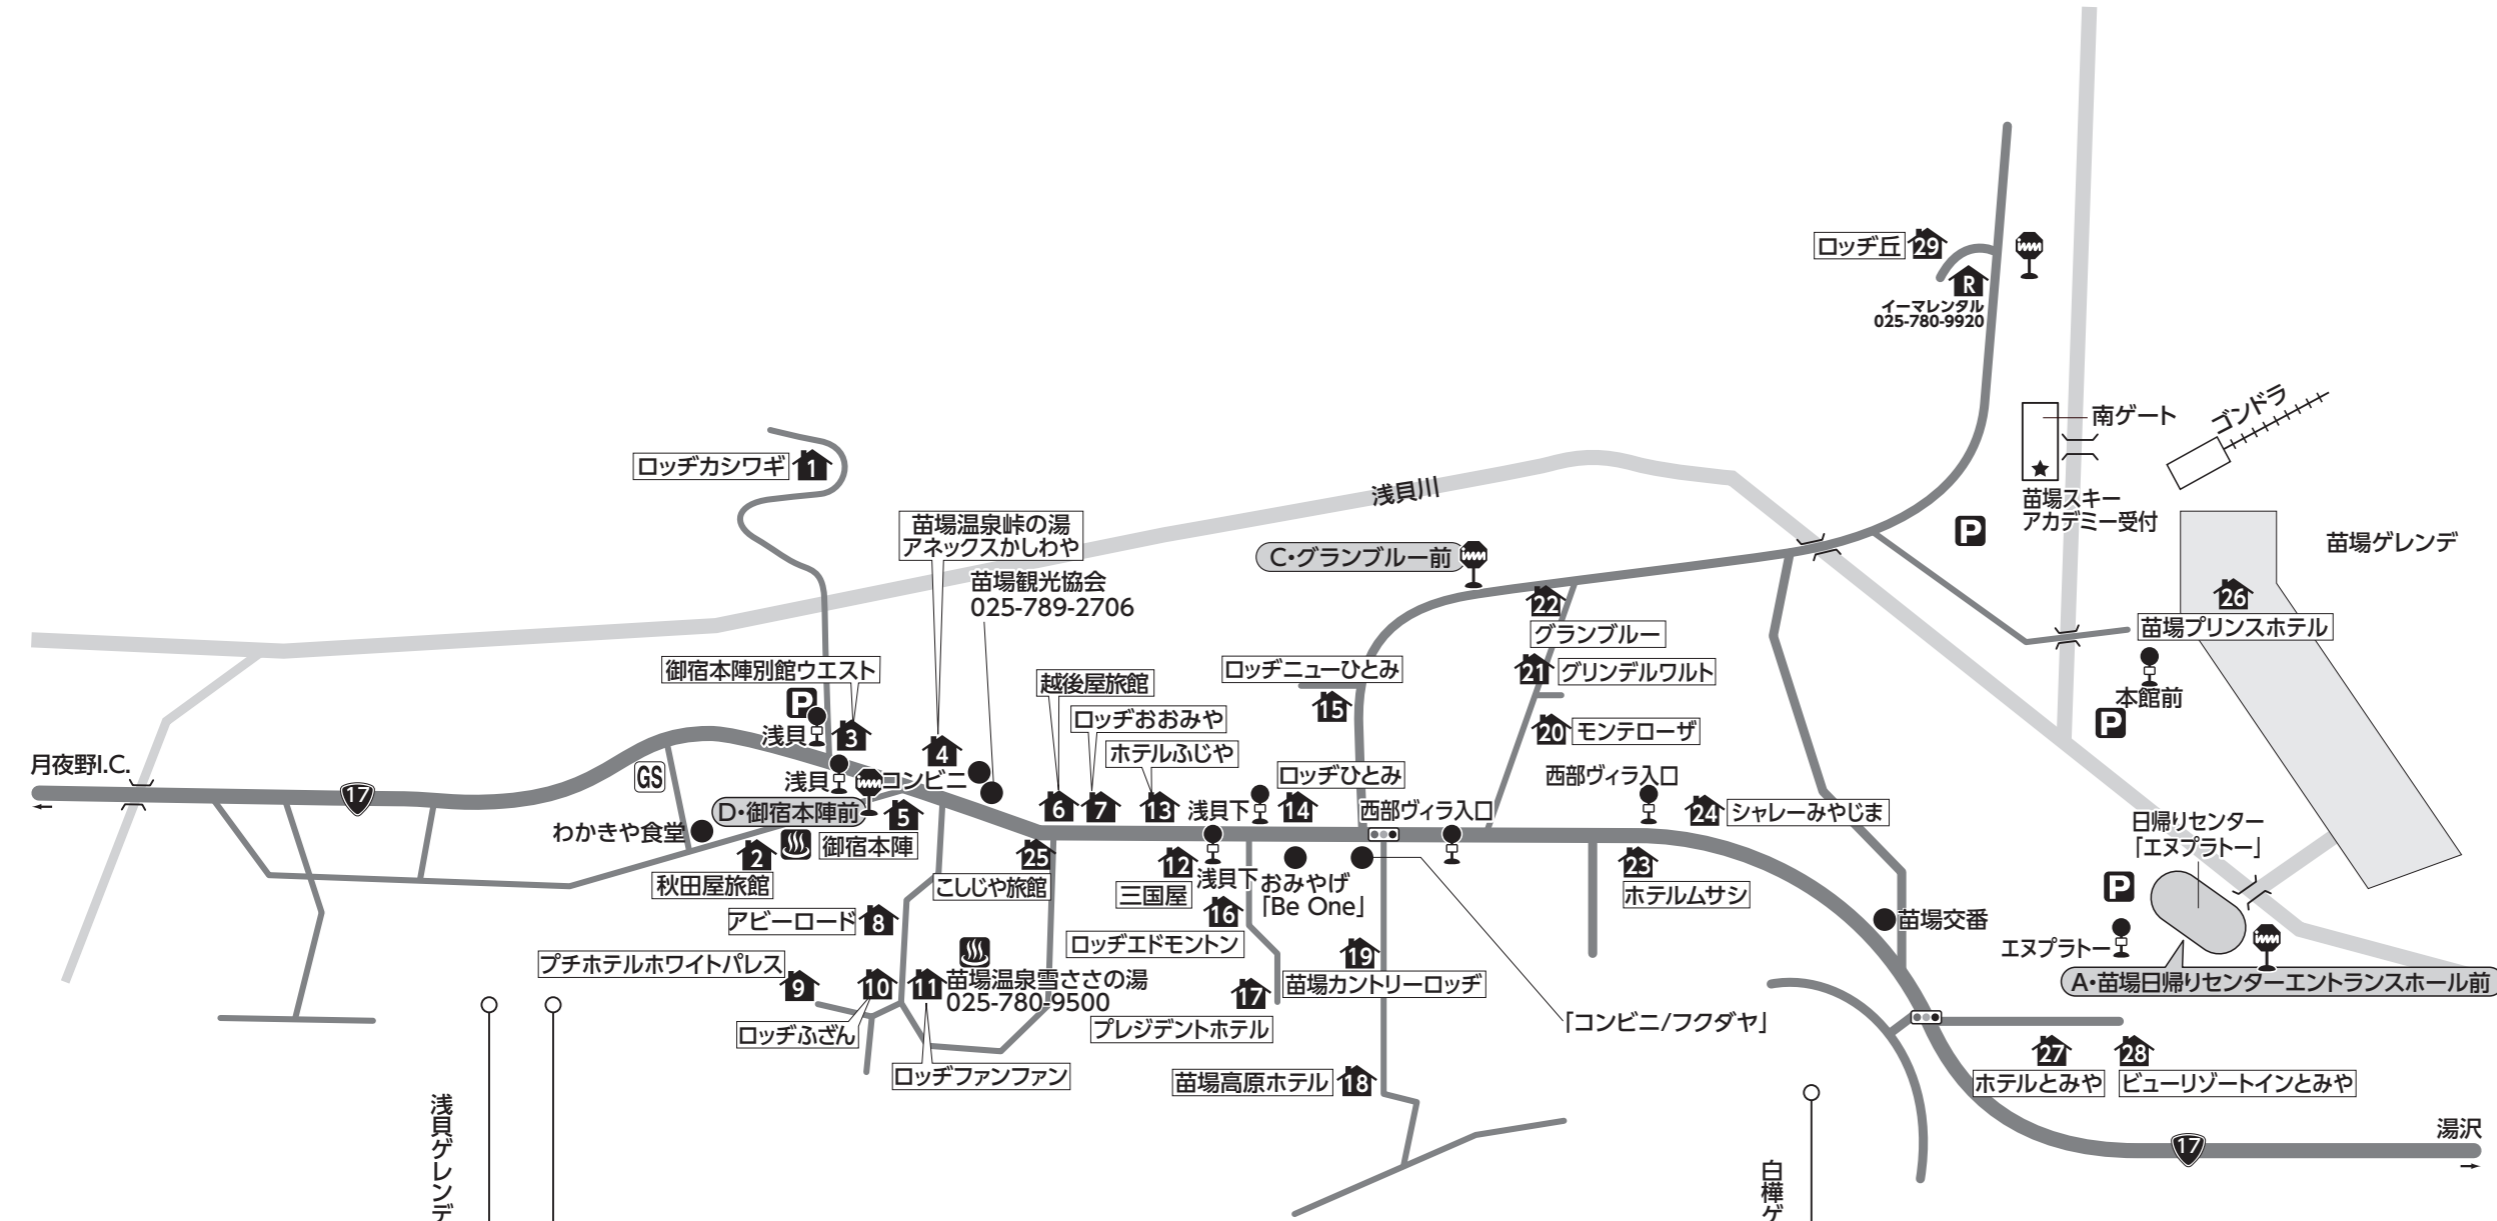 ロッヂ丘
29
R
イーマレンタル
025-780-9920
南ゲート
ゴンドラ
苗場スキー
アカデミー受付
苗場ゲレンデ
P
26
苗場プリンスホテル
本館前
P
ロッヂカシワギ
1
浅貝川
苗場温泉峠の湯
アネックスかしわや
苗場観光協会
025-789-2706
C・グランブルー前
22
グランブルー
21
グリンデルワルト
20
モンテローザ
ロッヂニューひとみ
15
御宿本陣別館ウエスト
P
浅貝
3
4
越後屋旅館
ロッヂおおみや
ホテルふじや
ロッヂひとみ
西部ヴィラ入口
月夜野I.C.
17
GS
浅貝
コンビニ
D・御宿本陣前
5
6
7
13
浅貝下
14
西部ヴィラ入口
24
シャレーみやじま
日帰りセンター
「エヌプラトー」
わかきや食堂
2
御宿本陣
25
12
浅貝下
おみやげ
「Be One」
23
秋田屋旅館
こしじや旅館
三国屋
ホテルムサシ
P
アビーロード
8
16
ロッヂエドモントン
苗場交番
エヌプラトー
プチホテルホワイトパレス
9
10
11
苗場温泉雪ささの湯
025-780-9500
19
苗場カントリーロッヂ
A・苗場日帰りセンターエントランスホール前
17
プレジデントホテル
「コンビニ/フクダヤ」
ロッヂふざん
ロッヂファンファン
苗場高原ホテル
18
27
28
ホテルとみや
ビューリゾートインとみや
湯沢
17
浅貝ゲレンデ
白樺ゲ